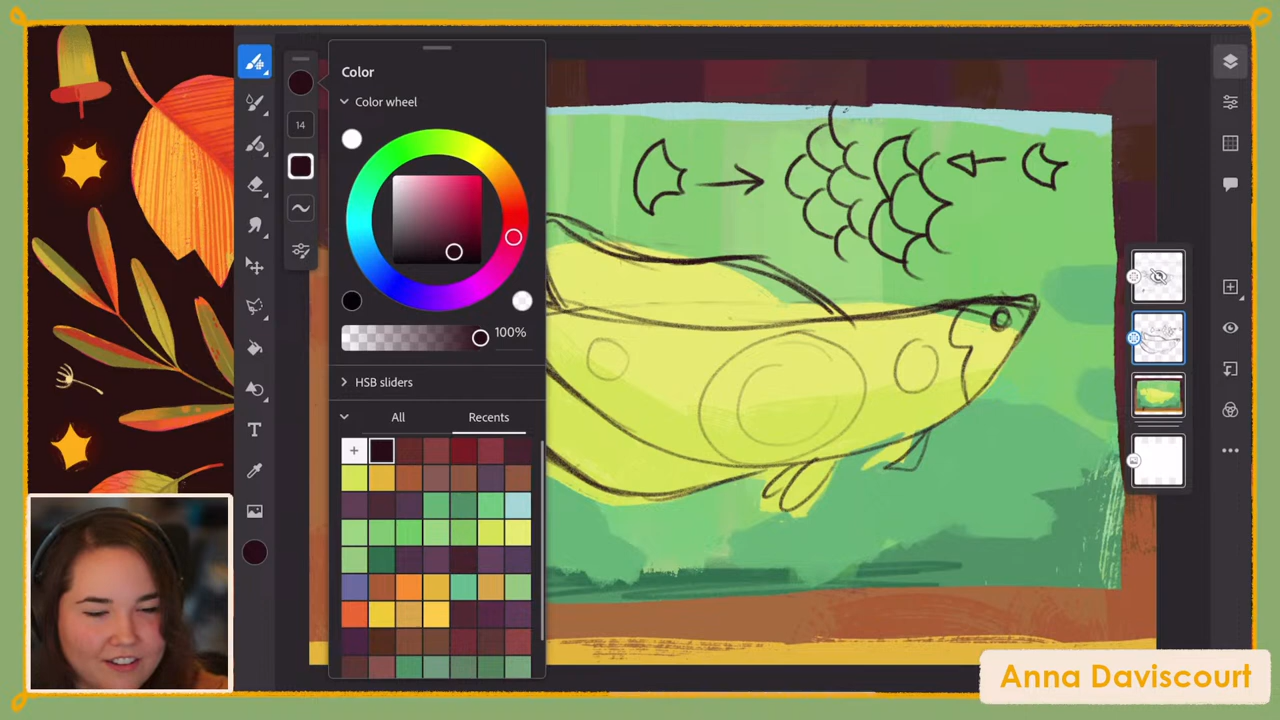 Color
Color wheel
14
100%
HSB sliders
All
Recents
T
Anna Daviscourt